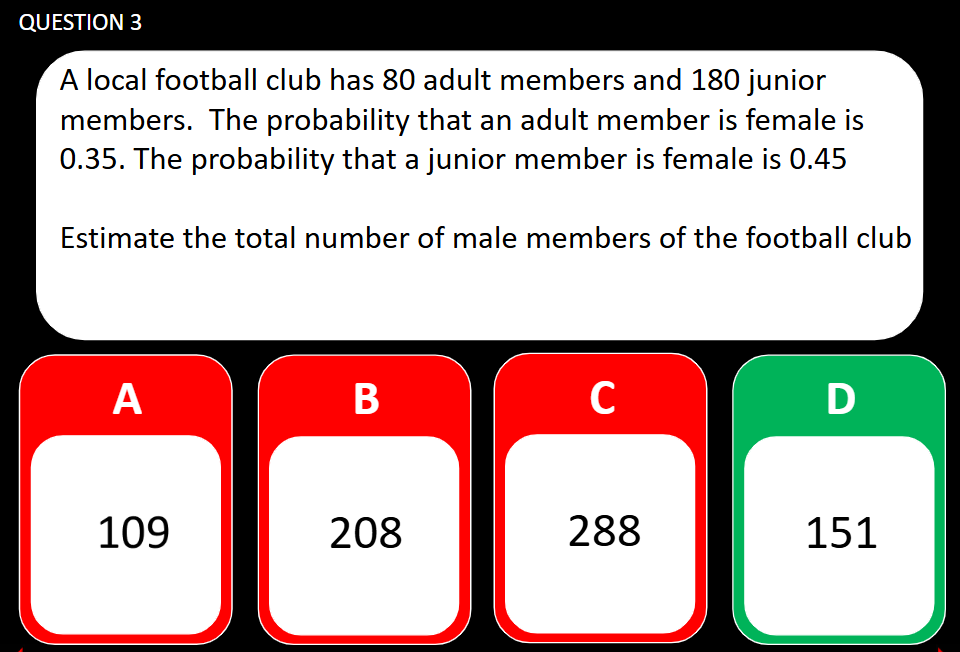 QUESTION 3
A local football club has 80 adult members and 180 junior
members.  The probability that an adult member is female is
0.35. The probability that a junior member is female is 0.45
Estimate the total number of male members of the football club
A
B
C
D
109
208
288
151